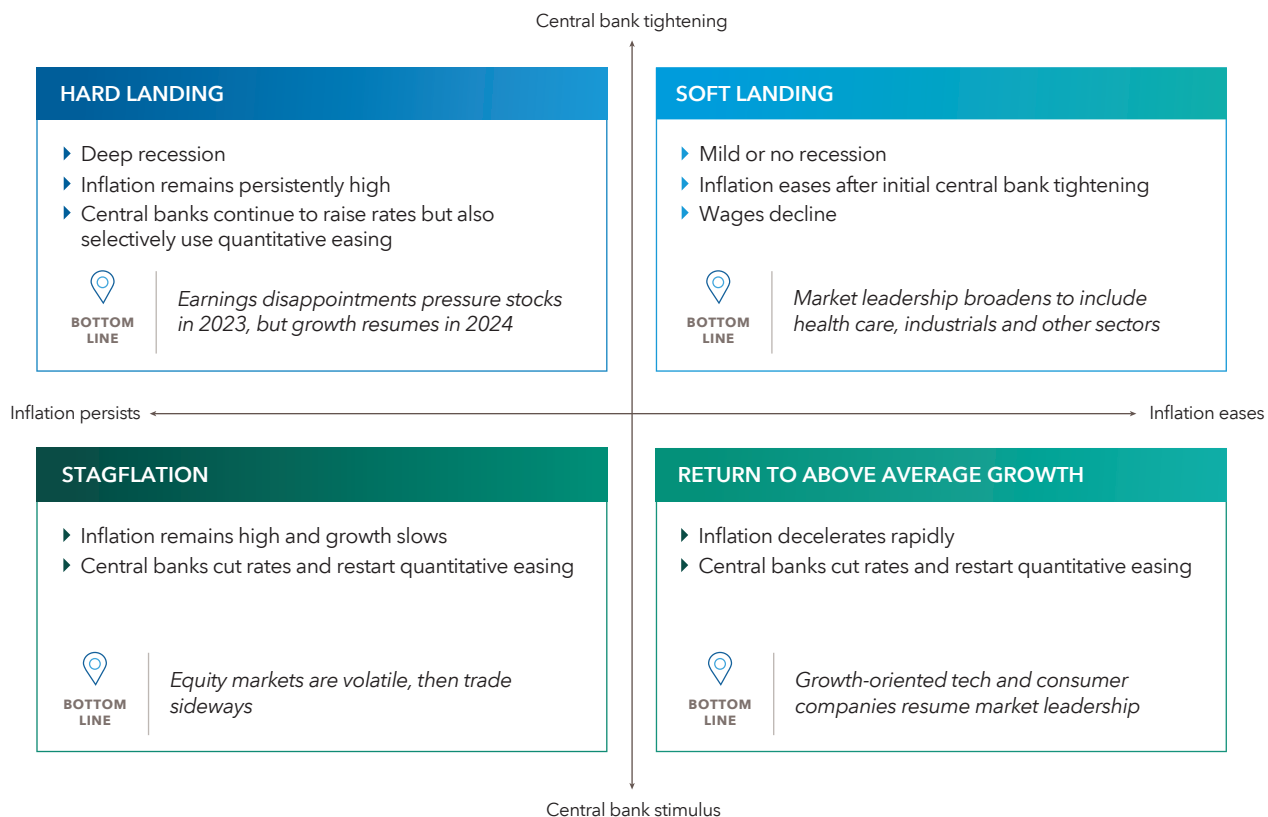 Central bank tightening
HARD LANDING
Deep recession
Inflation remains persistently high
Central banks continue to raise rates but also
selectively use quantitative easing
BOTTOM
LINE
Earnings disappointments pressure stocks
in 2023, but growth resumes in 2024
SOFT LANDING
Mild or no recession
Inflation eases after initial central bank tightening
Wages decline
BOTTOM
LINE
Market leadership broadens to include
health care, industrials and other sectors
Inflation persists
Inflation eases
STAGFLATION
Inflation remains high and growth slows
Central banks cut rates and restart quantitative easing
BOTTOM
LINE
Equity markets are volatile, then trade
sideways
RETURN TO ABOVE AVERAGE GROWTH
Inflation decelerates rapidly
Central banks cut rates and restart quantitative easing
BOTTOM
LINE
Growth-oriented tech and consumer
companies resume market leadership
Central bank stimulus